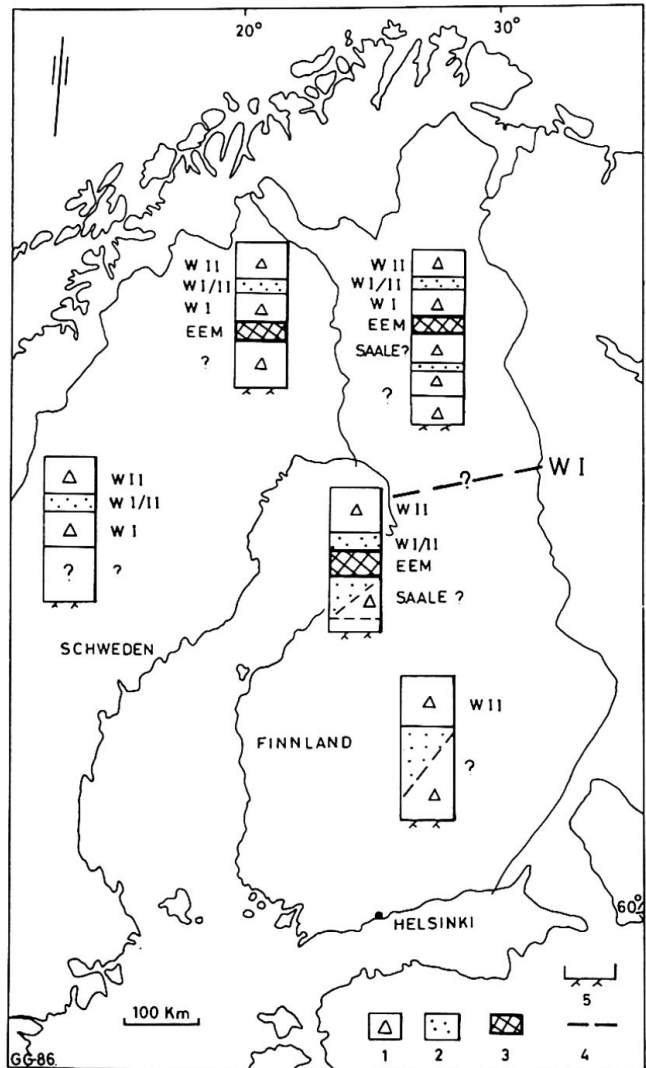 20° 30°
W II
W I/II
W I
EEM
?
W II
W I/II
W I
EEM
SAALE?
?
? W I
W II
W I/II
W I
? ?
W II
W I/II
EEM
SAALE ?
SCHWEDEN
W II
?
FINNLAND
60°
HELSINKI
5
100 Km
1 2 3 4
GG-86.